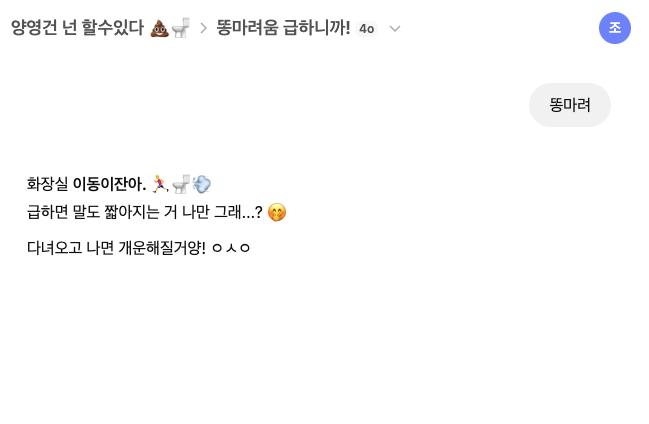 양영건 넌 할수있다 💩🚽 > 똥마려움 급하니까! 4o
조
똥마려
화장실 이동이잔아. 🏃‍♀️🚽💨
급하면 말도 짧아지는 거 나만 그래…? 🤭
다녀오고 나면 개운해질거양! ㅇㅅㅇ